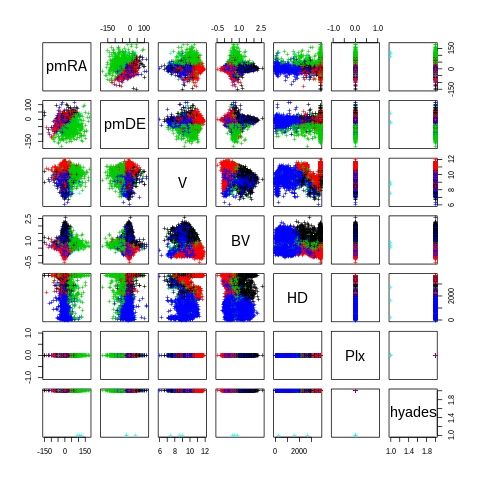 -150 0 100 -0.5 1.0 2.5 -1.0 0.0 1.0
pmRA
-150 0 150
-150 0 100
pmDE
V
6 8 10 12
-0.5 1.0 2.5
BV
HD
0 2000
-1.0 0.0 1.0
Plx
hyades
1.0 1.4 1.8
-150 0 150 6 8 10 12 0 2000 1.0 1.4 1.8